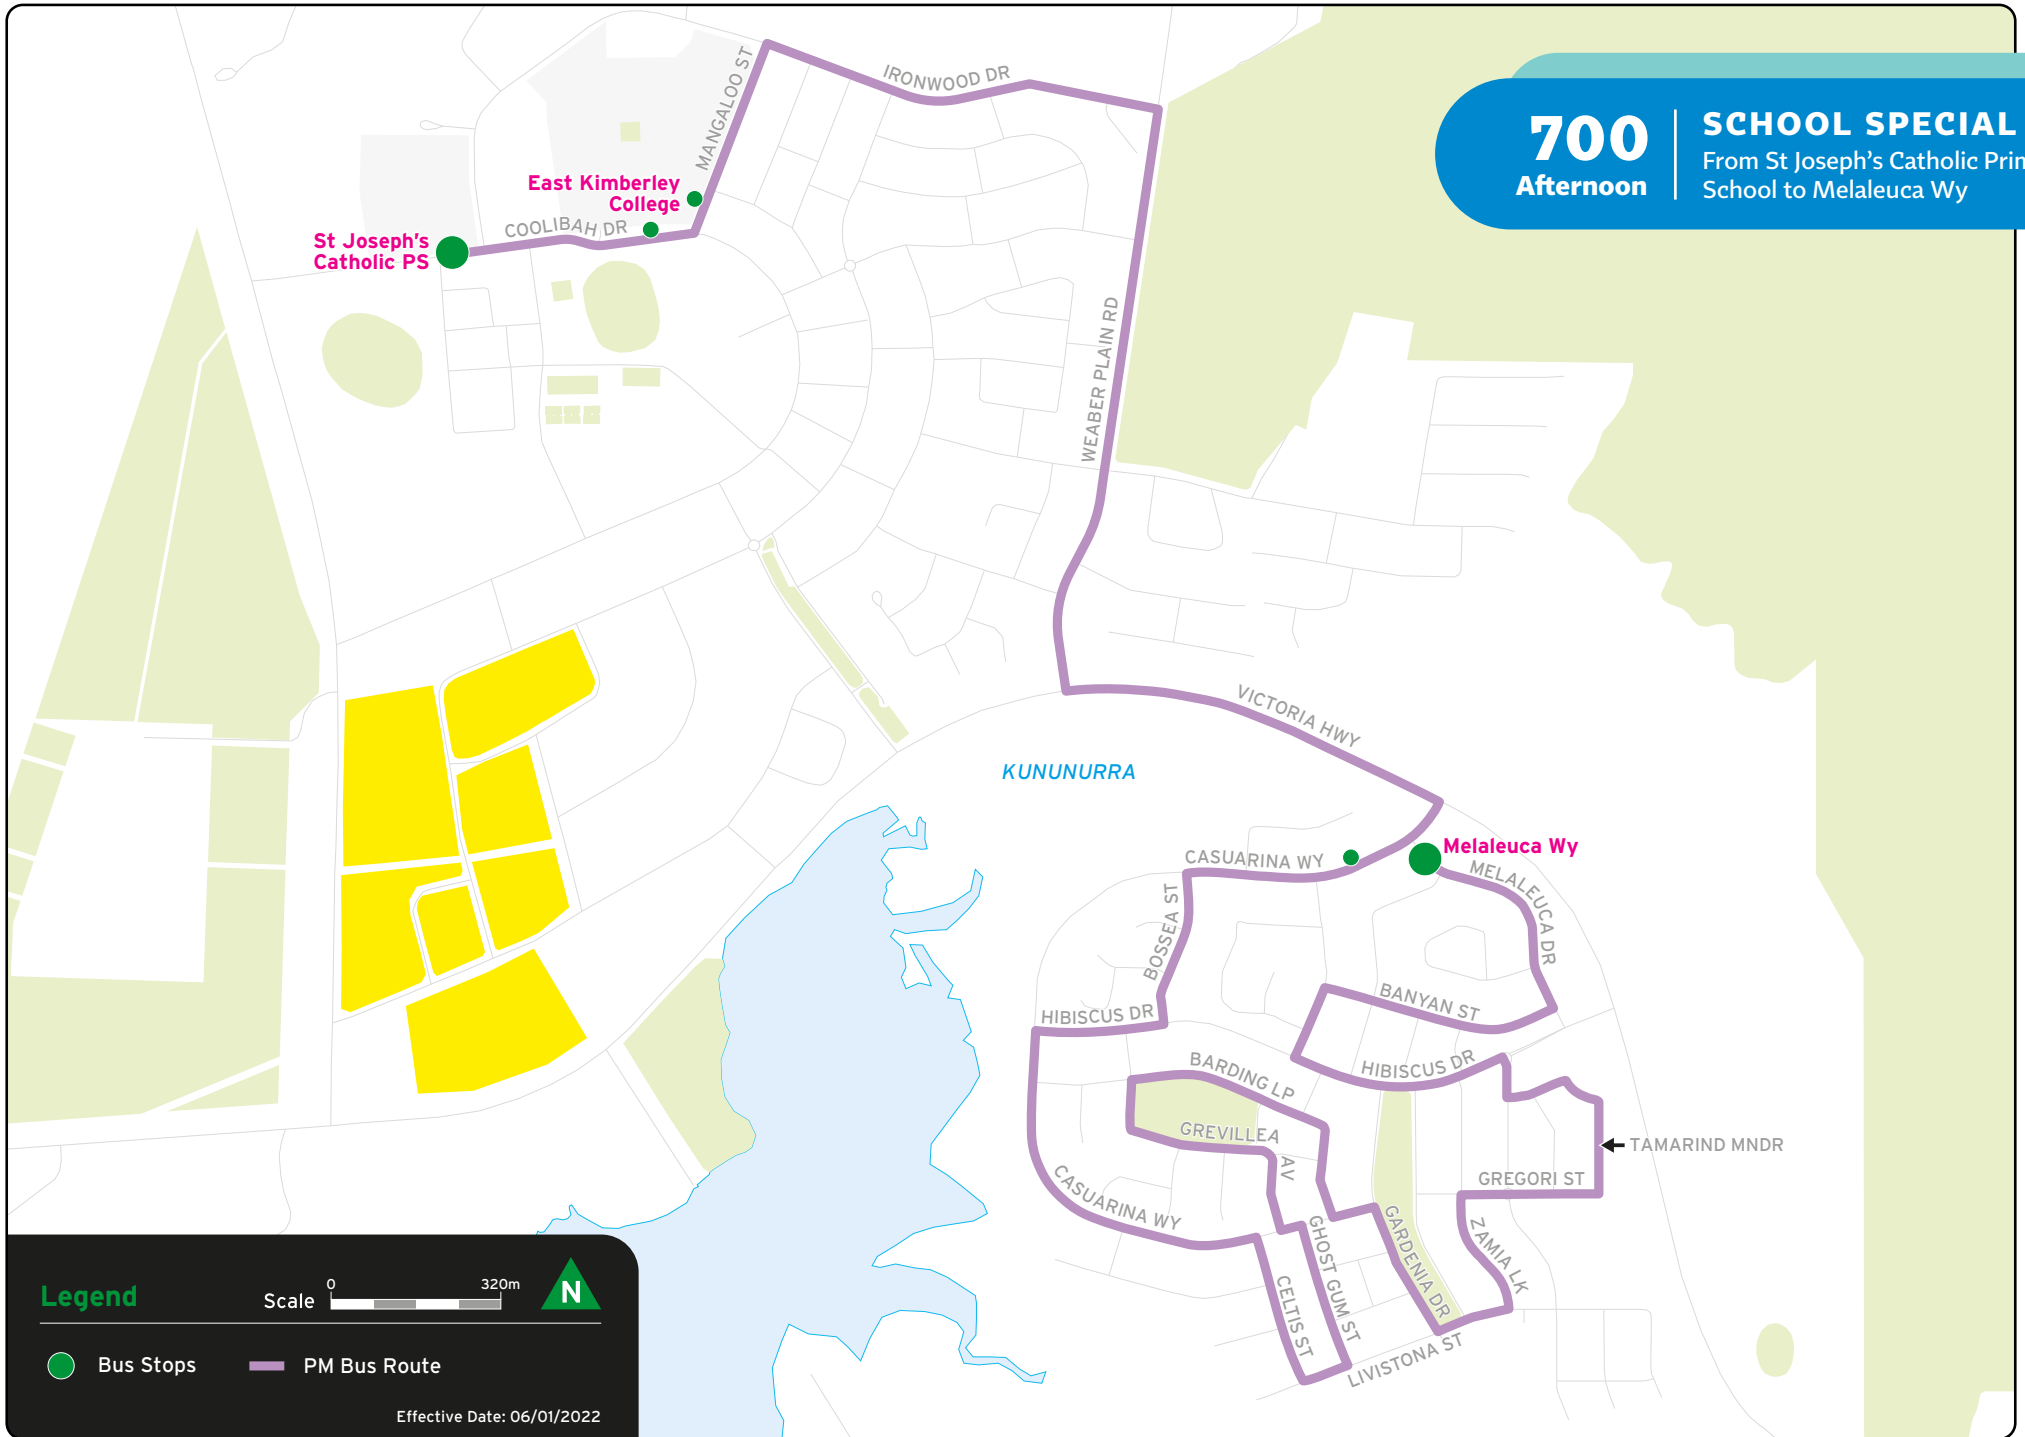 700
Afternoon
SCHOOL SPECIAL
From St Joseph's Catholic Prin
School to Melaleuca Wy
IRONWOOD DR
MANGALOO ST
East Kimberley
College
COOLIBAH DR
St Joseph's
Catholic PS
WEABER PLAIN RD
VICTORIA HWY
KUNUNURRA
CASUARINA WY
Melaleuca Wy
MELALEUCA DR
BOSSEA ST
BANYAN ST
HIBISCUS DR
HIBISCUS DR
BARDING LP
GREVILLEA
AV
TAMARIND MNDR
GREGORI ST
CASUARINA WY
ZAMIA LK
GARDENIA DR
GHOST GUM ST
CELTIS ST
LIVISTONA ST
Legend
Scale
0
320m
N
Bus Stops
PM Bus Route
Effective Date: 06/01/2022